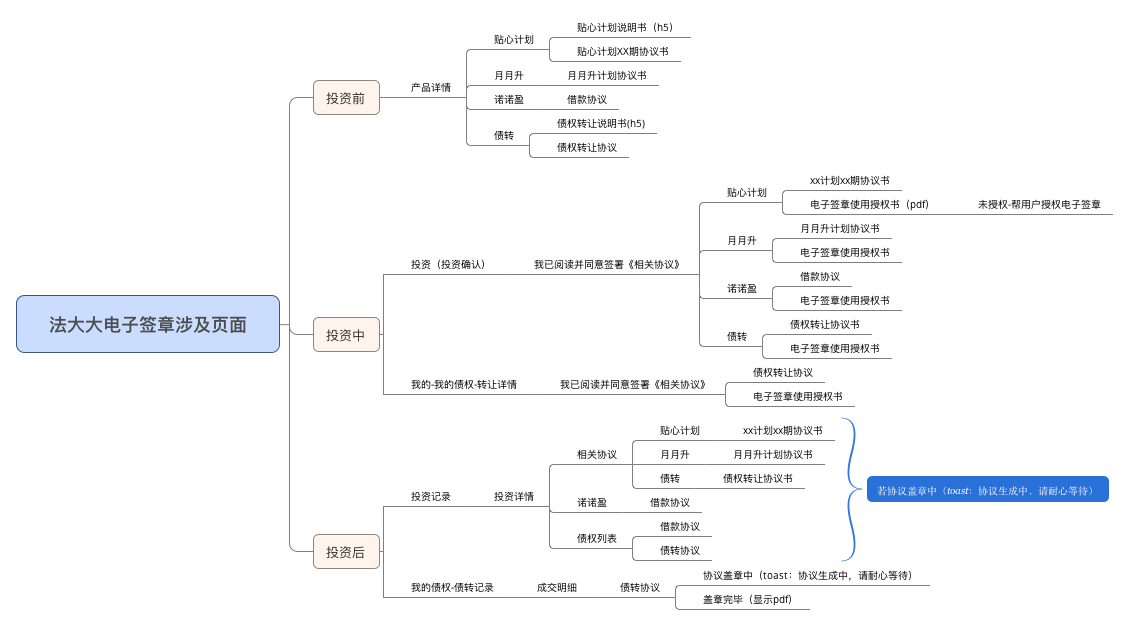 法大大电子签章涉及页面
投资前
产品详情
贴心计划
贴心计划说明书（h5）
贴心计划XX期协议书
月月升
月月升计划协议书
诺诺盈
借款协议
债转
债权转让说明书(h5)
债权转让协议
投资中
投资（投资确认）
我已阅读并同意签署《相关协议》
贴心计划
xx计划xx期协议书
电子签章使用授权书（pdf）
未授权-帮用户授权电子签章
月月升
月月升计划协议书
电子签章使用授权书
诺诺盈
借款协议
电子签章使用授权书
债转
债权转让协议书
电子签章使用授权书
我的-我的债权-转让详情
我已阅读并同意签署《相关协议》
债权转让协议
电子签章使用授权书
投资后
投资记录
投资详情
相关协议
贴心计划
xx计划xx期协议书
月月升
月月升计划协议书
债转
债权转让协议书
诺诺盈
借款协议
债权列表
借款协议
债转协议
若协议盖章中（toast：协议生成中，请耐心等待）
我的债权-债转记录
成交明细
债转协议
协议盖章中（toast：协议生成中，请耐心等待）
盖章完毕（显示pdf）